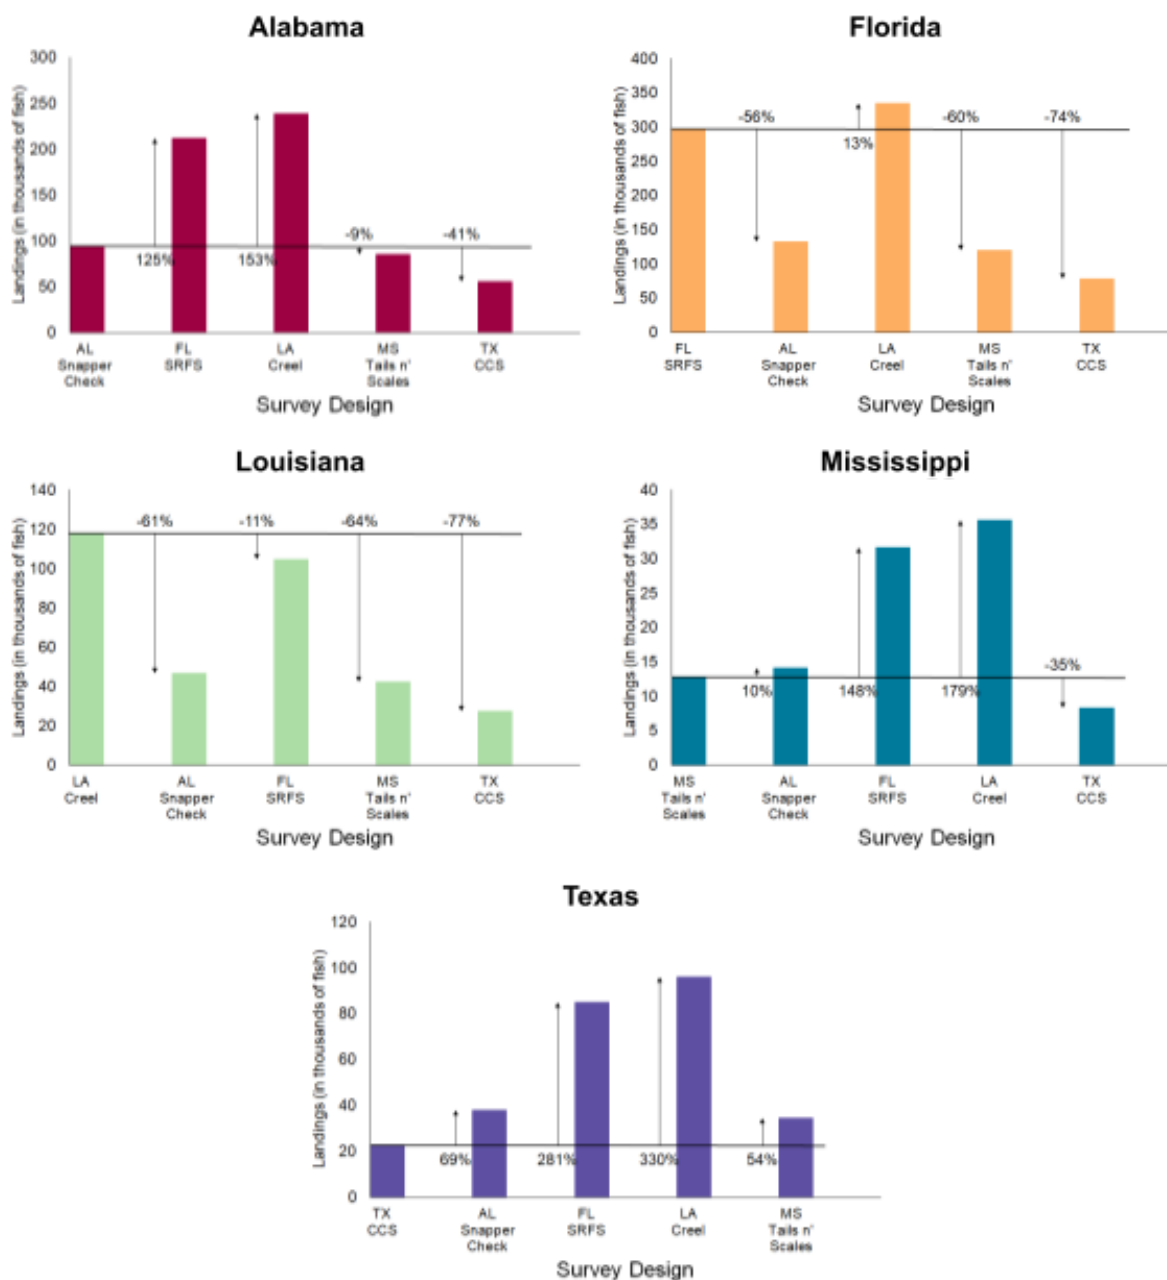 Alabama
Landings (in thousands of fish)
300
250
200
150
100
50
0
125%
153%
-9%
-41%
AL
Snapper
Check
FL
SRFS
LA
Creel
MS
Tails n'
Scales
TX
CCS
Survey Design
Florida
Landings (in thousands of fish)
400
350
300
250
200
150
100
50
0
-56%
13%
-60%
-74%
FL
SRFS
AL
Snapper
Check
LA
Creel
MS
Tails n'
Scales
TX
CCS
Survey Design
Louisiana
Landings (in thousands of fish)
140
120
100
80
60
40
20
0
-61%
-11%
-64%
-77%
LA
Creel
AL
Snapper
Check
FL
SRFS
MS
Tails n'
Scales
TX
CCS
Survey Design
Mississippi
Landings (in thousands of fish)
40
35
30
25
20
15
10
5
0
10%
148%
179%
-35%
MS
Tails n'
Scales
AL
Snapper
Check
FL
SRFS
LA
Creel
TX
CCS
Survey Design
Texas
Landings (in thousands of fish)
120
100
80
60
40
20
0
69%
281%
330%
54%
TX
CCS
AL
Snapper
Check
FL
SRFS
LA
Creel
MS
Tails n'
Scales
Survey Design